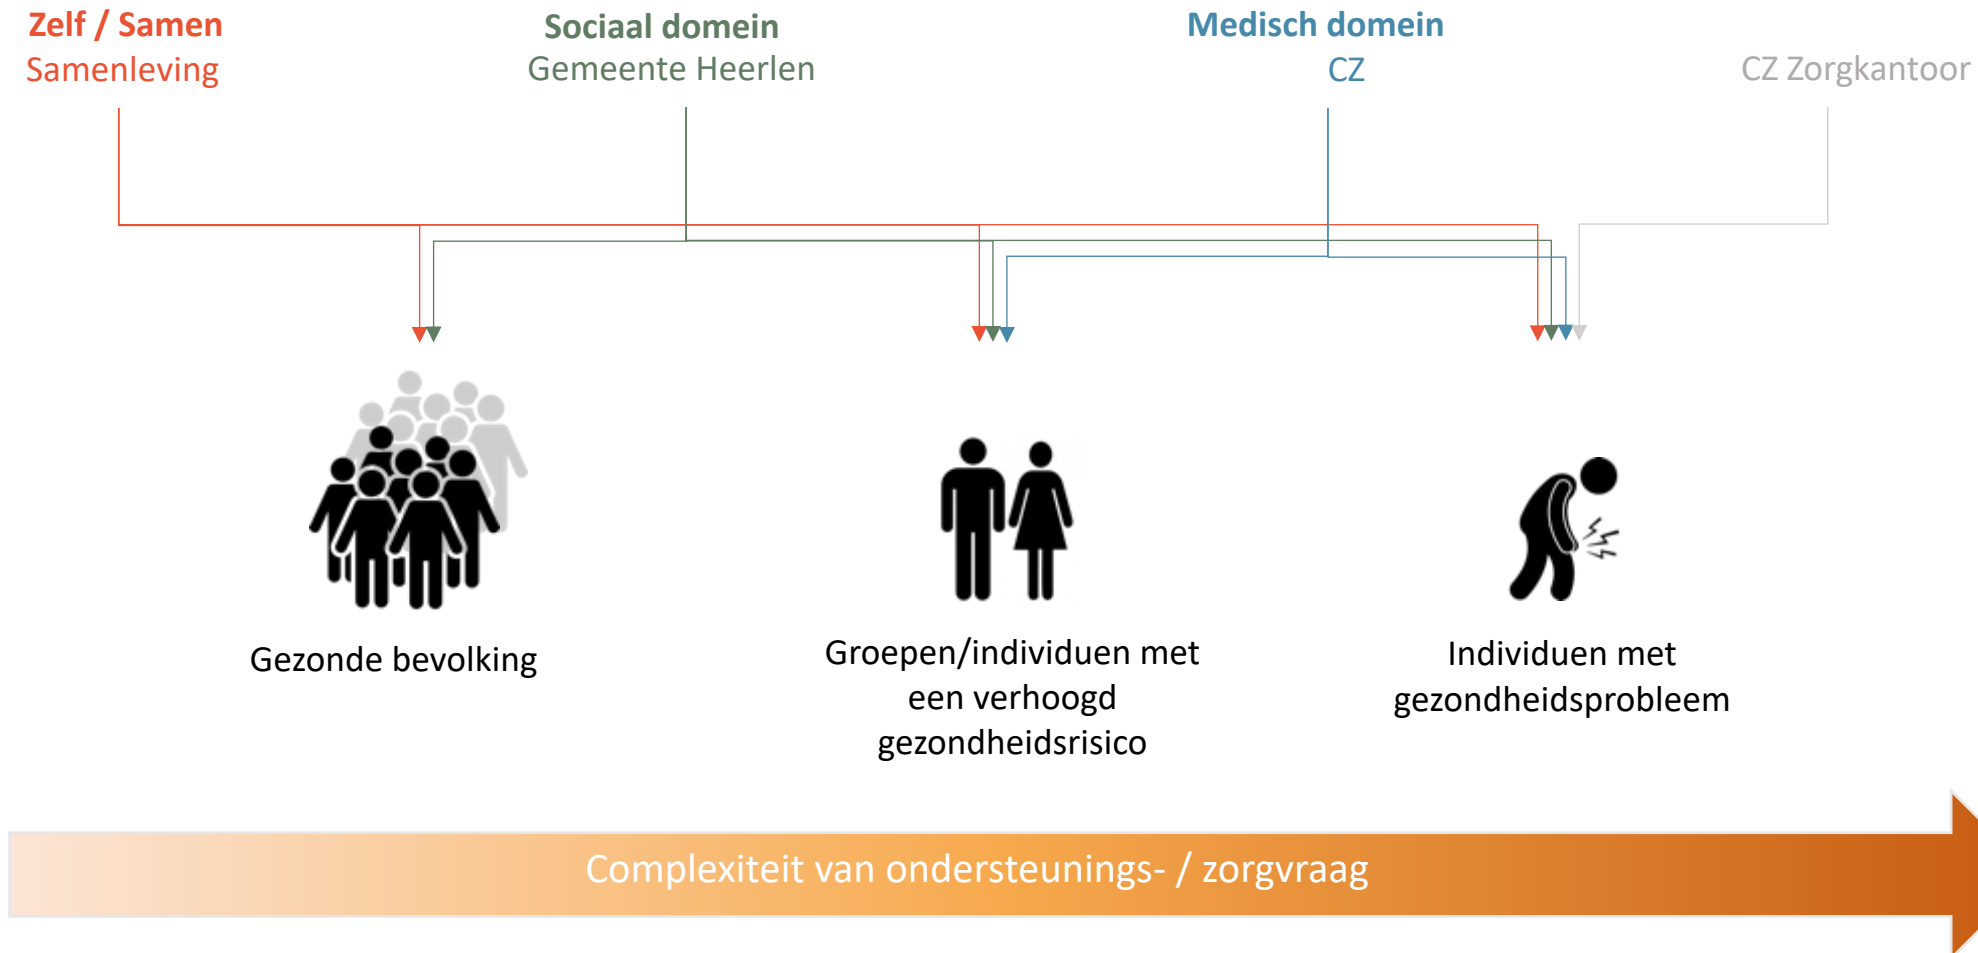 Zelf / Samen
Samenleving
Sociaal domein
Gemeente Heerlen
Medisch domein
CZ
CZ Zorgkantoor
Gezonde bevolking
Groepen/individuen met
een verhoogd
gezondheidsrisico
Individuen met
gezondheidsprobleem
Complexiteit van ondersteunings- / zorgvraag